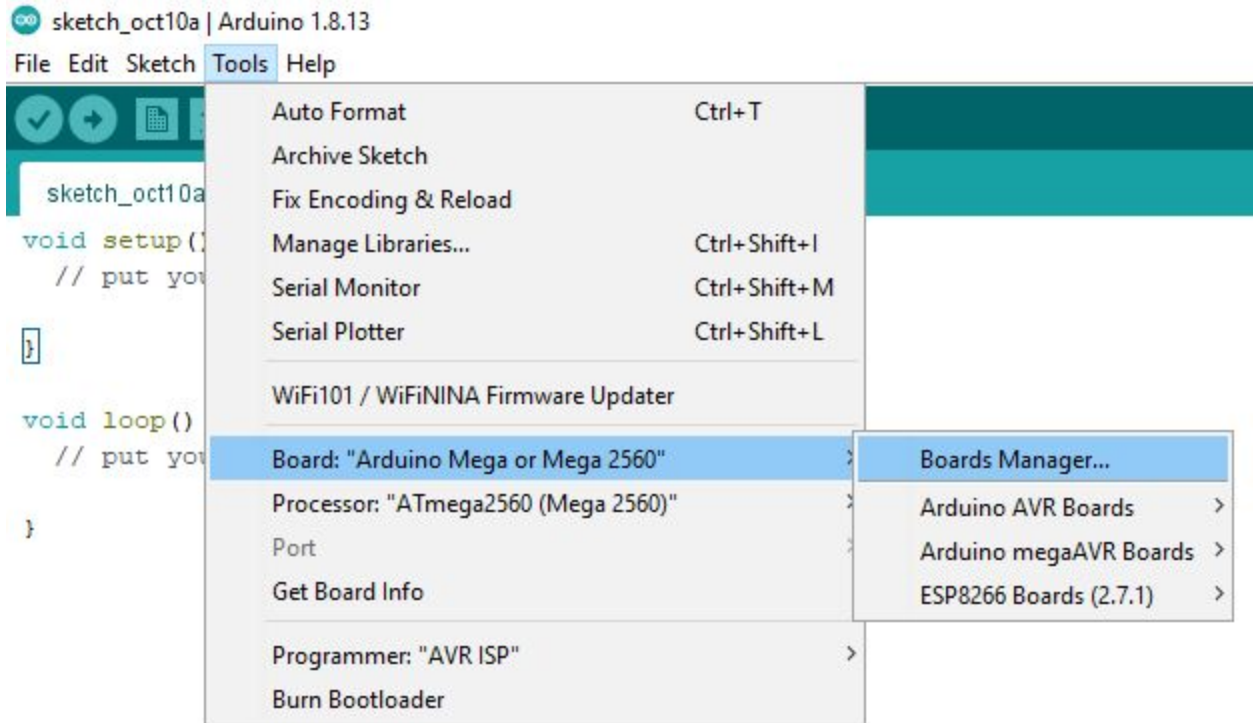 sketch_oct10a | Arduino 1.8.13
File Edit Sketch Tools Help
sketch_oct10a
void setup()
// put you
}
void loop()
// put you
}
Auto Format Ctrl+T
Archive Sketch
Fix Encoding & Reload
Manage Libraries... Ctrl+Shift+I
Serial Monitor Ctrl+Shift+M
Serial Plotter Ctrl+Shift+L
WiFi101 / WiFiNINA Firmware Updater
Board: "Arduino Mega or Mega 2560" >
Processor: "ATmega2560 (Mega 2560)" >
Port >
Get Board Info
Programmer: "AVR ISP" >
Burn Bootloader
Boards Manager...
Arduino AVR Boards >
Arduino megaAVR Boards >
ESP8266 Boards (2.7.1) >